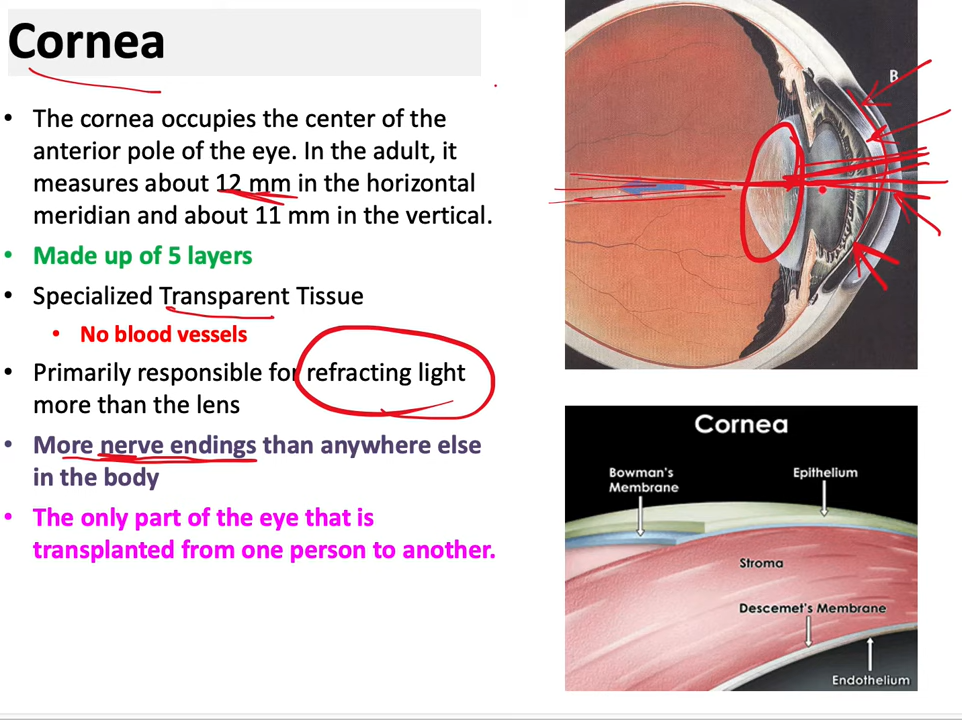 Cornea
• The cornea occupies the center of the
anterior pole of the eye. In the adult, it
measures about 12 mm in the horizontal
meridian and about 11 mm in the vertical.
• Made up of 5 layers
• Specialized Transparent Tissue
• No blood vessels
• Primarily responsible for refracting light
more than the lens
• More nerve endings than anywhere else
in the body
• The only part of the eye that is
transplanted from one person to another.
B
Cornea
Bowman's
Membrane
Epithelium
Stroma
Descemet's Membrane
Endothelium